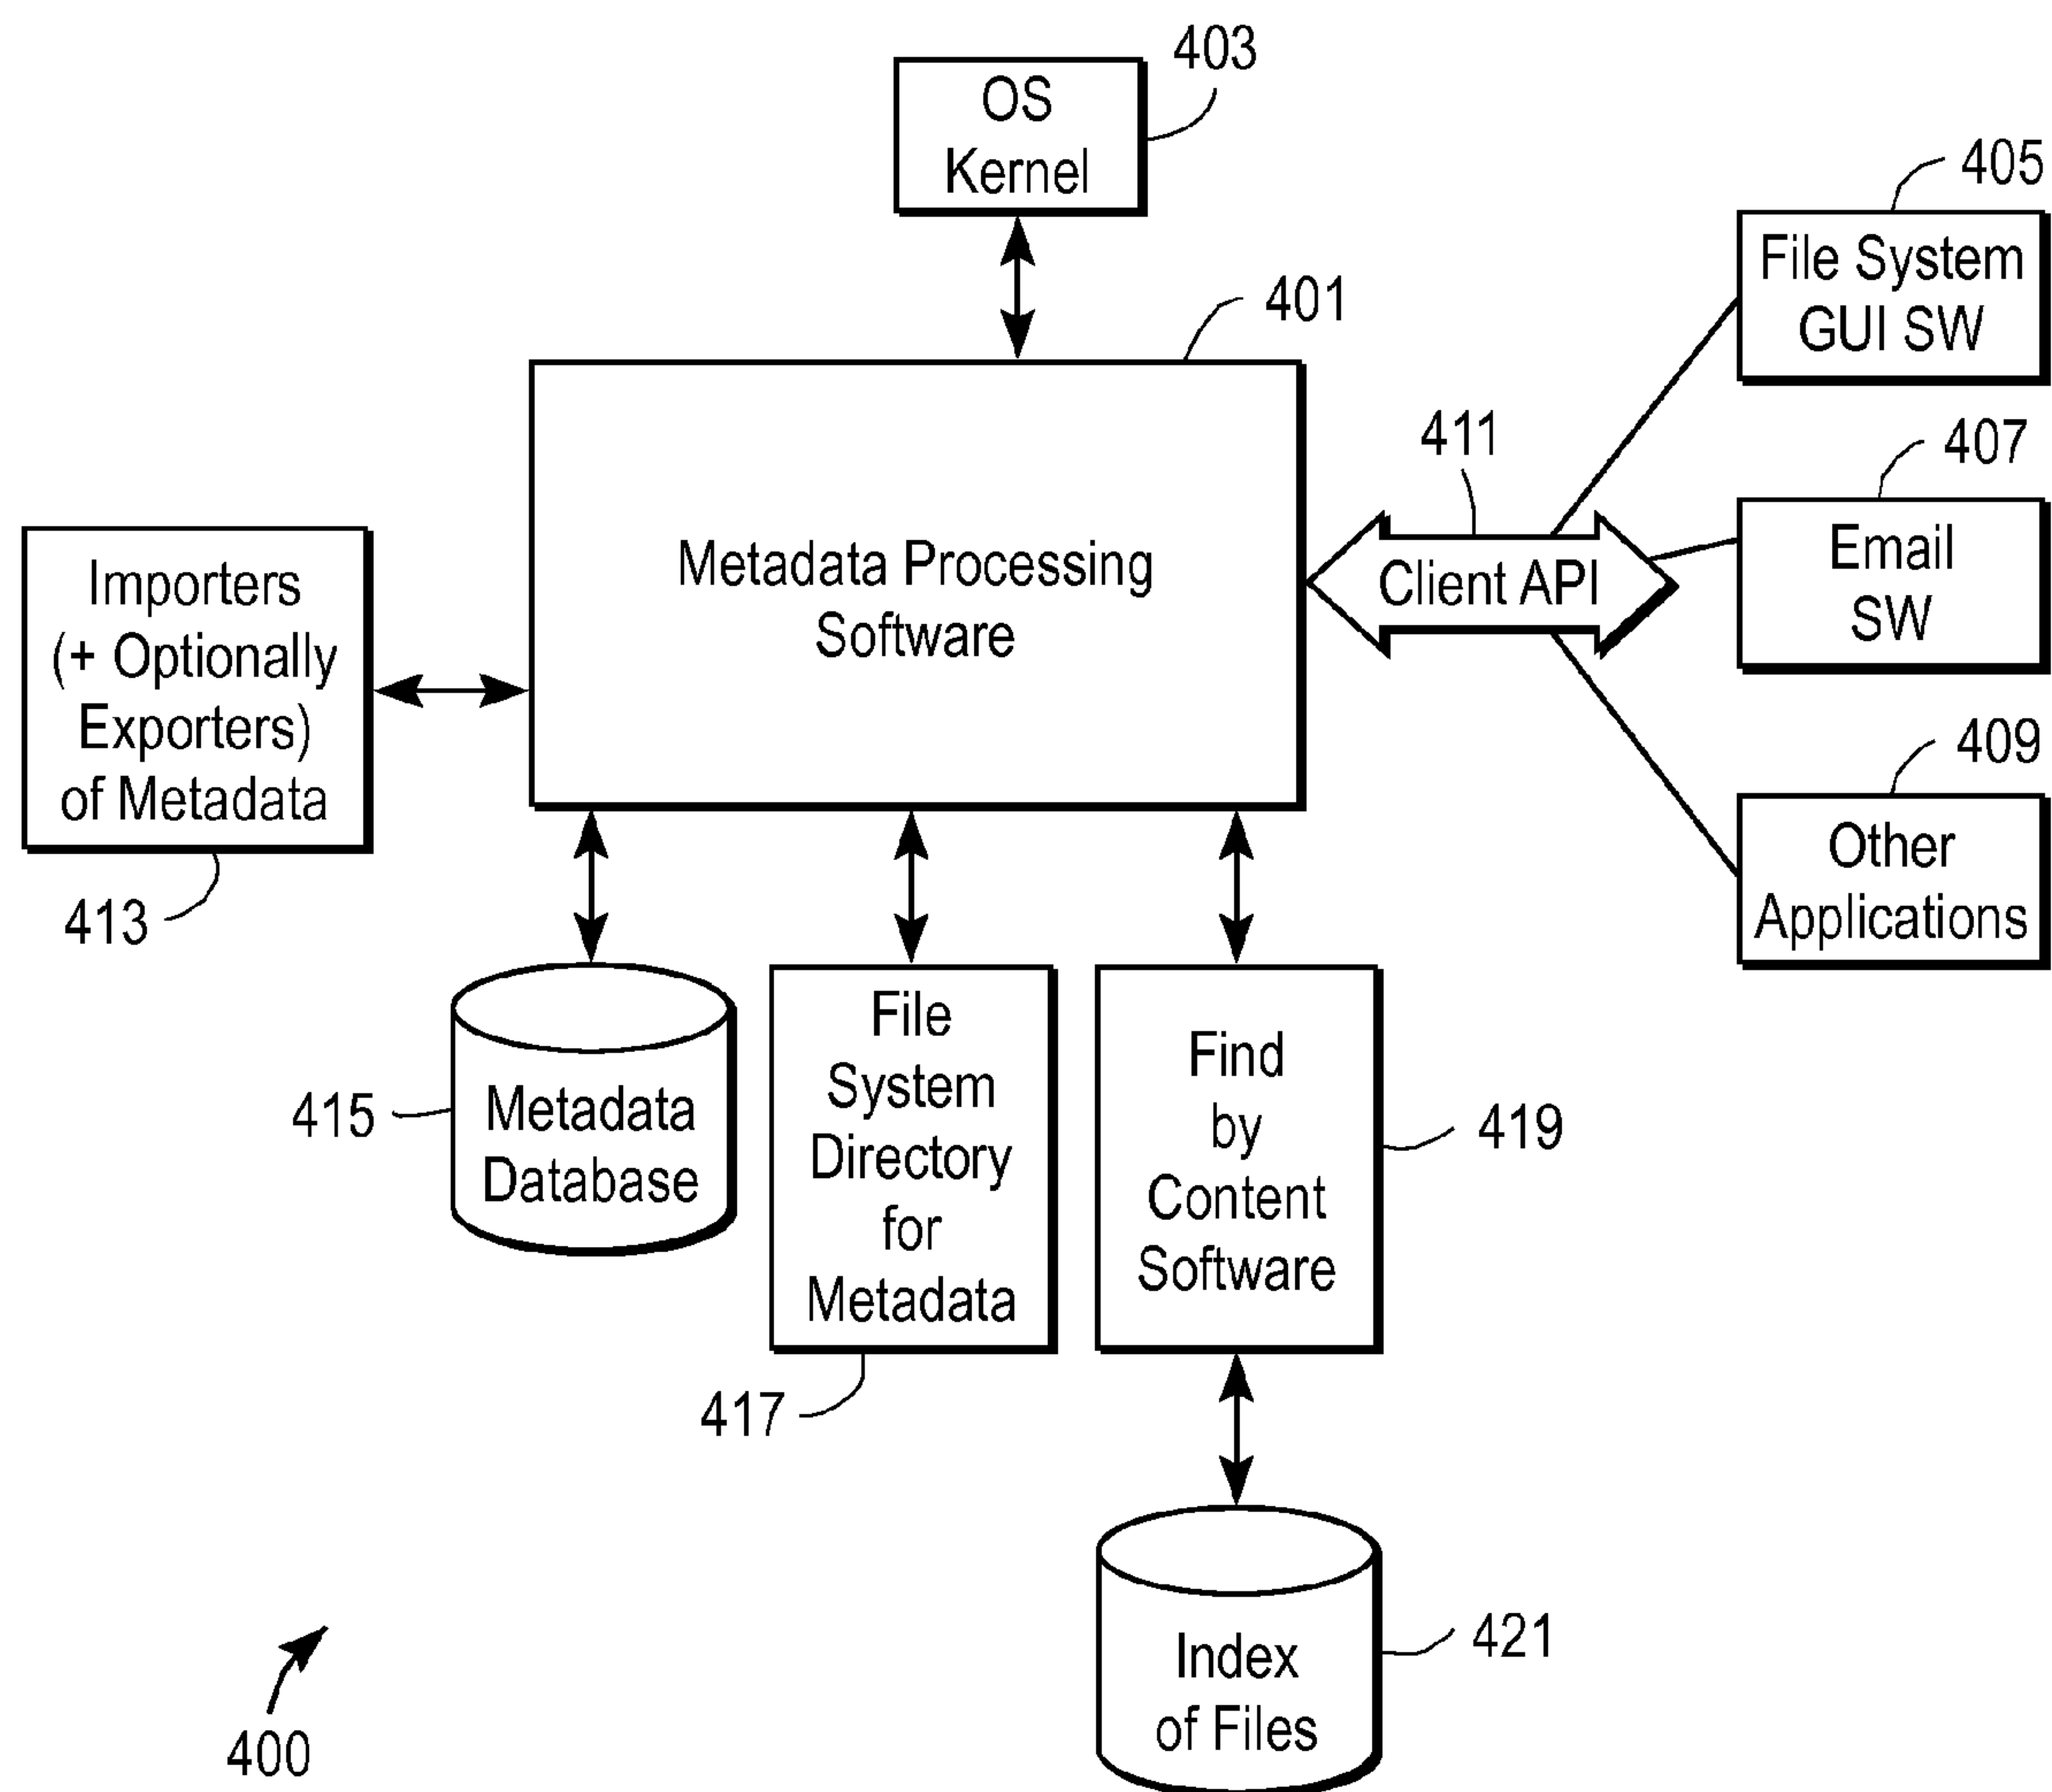 403
OS
Kernel
405
File System
GUI SW
401
411
407
Email
SW
Client API
Metadata Processing
Software
Importers
(+ Optionally
Exporters)
of Metadata
413
409
Other
Applications
415
Metadata
Database
File
System
Directory
for
Metadata
417
Find
by
Content
Software
419
421
Index
of Files
400